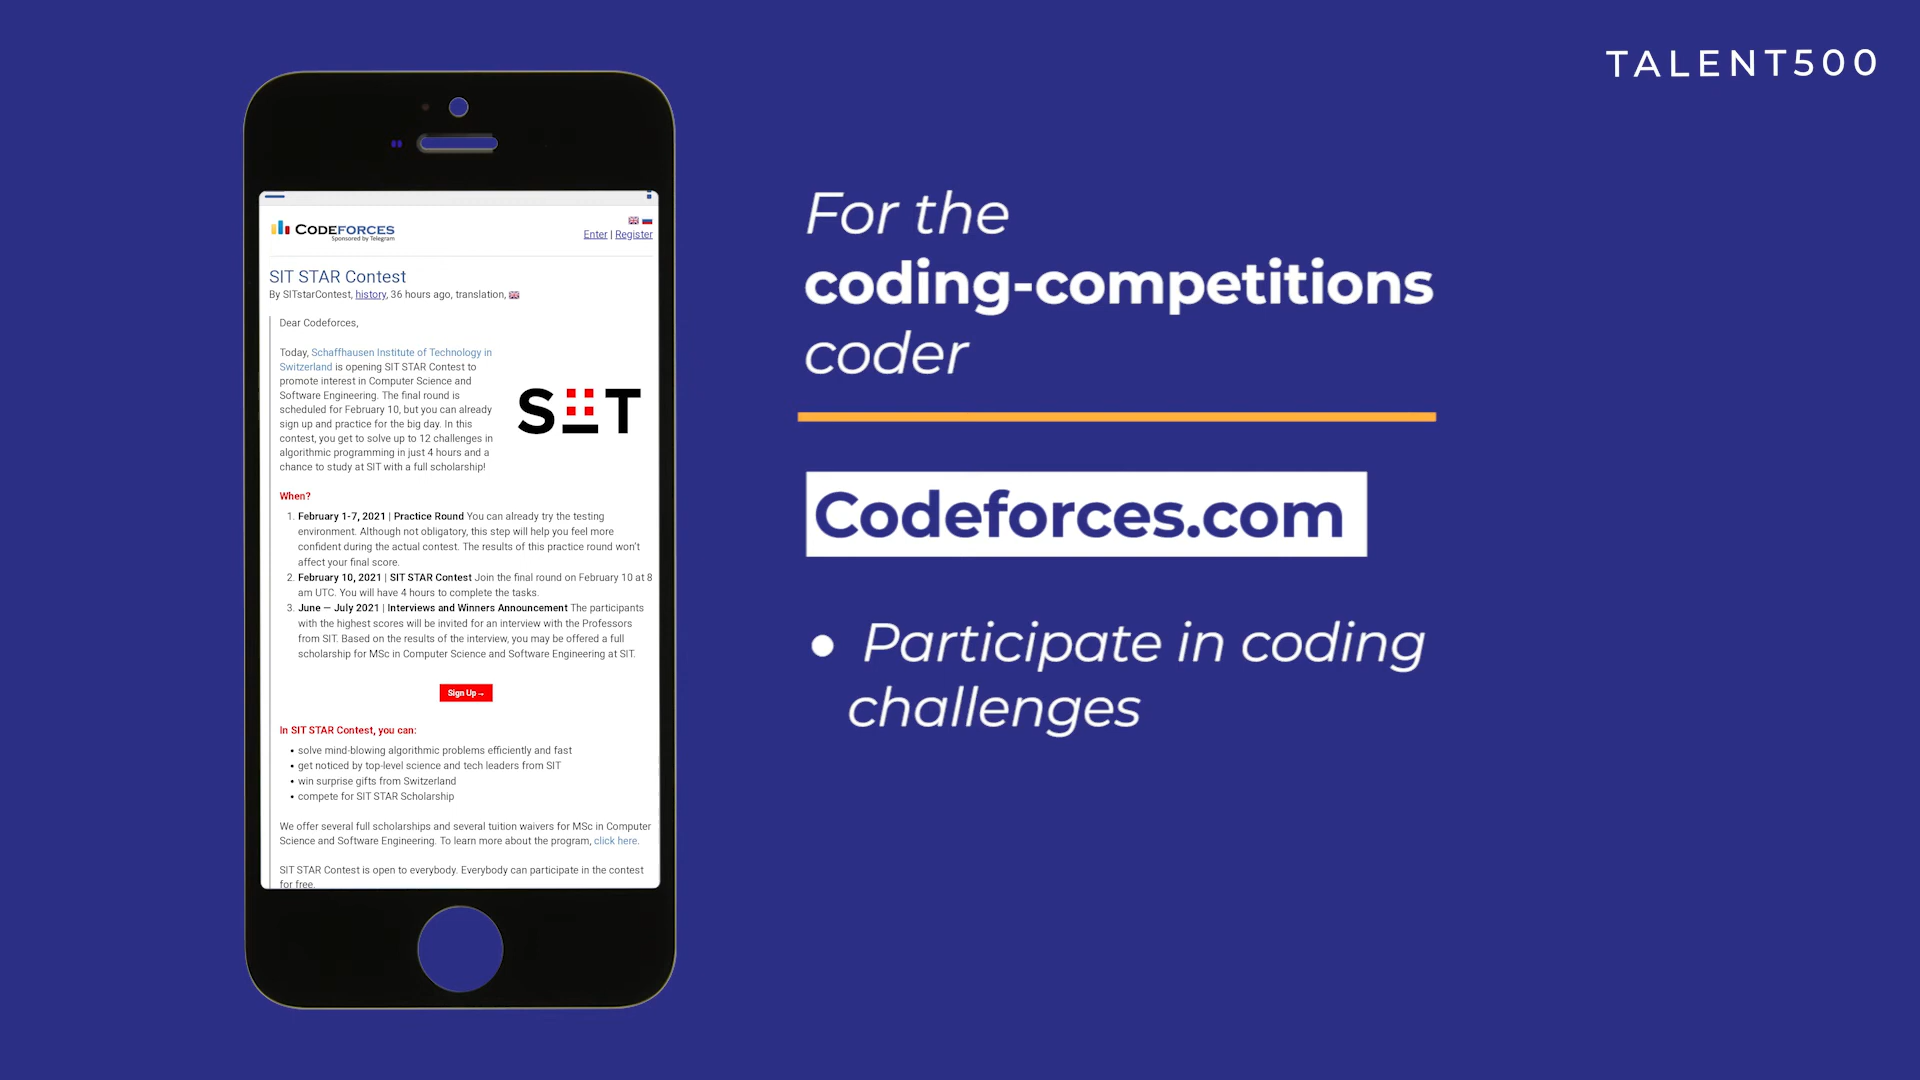 TALENT500
CODEFORCES
Sponsored by Telegram
Enter | Register
SIT STAR Contest
By SITstarContest, history, 36 hours ago, translation,
Dear Codeforces,
Today, Schaffhausen Institute of Technology in
Switzerland is opening SIT STAR Contest to
promote interest in Computer Science and
Software Engineering. The final round is
scheduled for February 10, but you can already
sign up and practice for the big day. In this
contest, you get to solve up to 12 challenges in
algorithmic programming in just 4 hours and a
chance to study at SIT with a full scholarship!
SIT
When?
1. February 1-7, 2021 | Practice Round You can already try the testing
environment. Although not obligatory, this step will help you feel more
confident during the actual contest. The results of this practice round won't
affect your final score.
2. February 10, 2021 | SIT STAR Contest Join the final round on February 10 at 8
am UTC. You will have 4 hours to complete the tasks.
3. June — July 2021 | Interviews and Winners Announcement The participants
with the highest scores will be invited for an interview with the Professors
from SIT. Based on the results of the interview, you may be offered a full
scholarship for MSc in Computer Science and Software Engineering at SIT.
Sign Up→
In SIT STAR Contest, you can:
• solve mind-blowing algorithmic problems efficiently and fast
• get noticed by top-level science and tech leaders from SIT
• win surprise gifts from Switzerland
• compete for SIT STAR Scholarship
We offer several full scholarships and several tuition waivers for MSc in Computer
Science and Software Engineering. To learn more about the program, click here.
SIT STAR Contest is open to everybody. Everybody can participate in the contest
for free.
For the
coding-competitions
coder
Codeforces.com
● Participate in coding
challenges